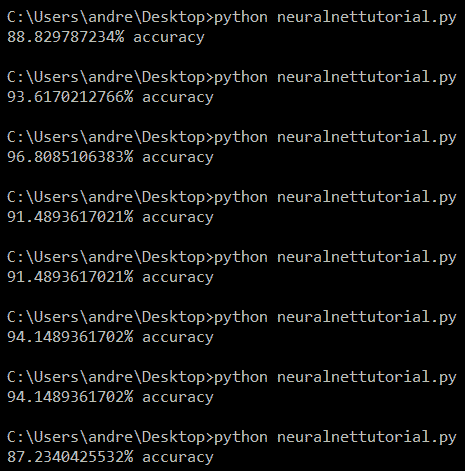 C:\Users\andre\Desktop>python neuralnettutorial.py
88.829787234% accuracy
C:\Users\andre\Desktop>python neuralnettutorial.py
93.6170212766% accuracy
C:\Users\andre\Desktop>python neuralnettutorial.py
96.8085106383% accuracy
C:\Users\andre\Desktop>python neuralnettutorial.py
91.4893617021% accuracy
C:\Users\andre\Desktop>python neuralnettutorial.py
91.4893617021% accuracy
C:\Users\andre\Desktop>python neuralnettutorial.py
94.1489361702% accuracy
C:\Users\andre\Desktop>python neuralnettutorial.py
94.1489361702% accuracy
C:\Users\andre\Desktop>python neuralnettutorial.py
87.2340425532% accuracy